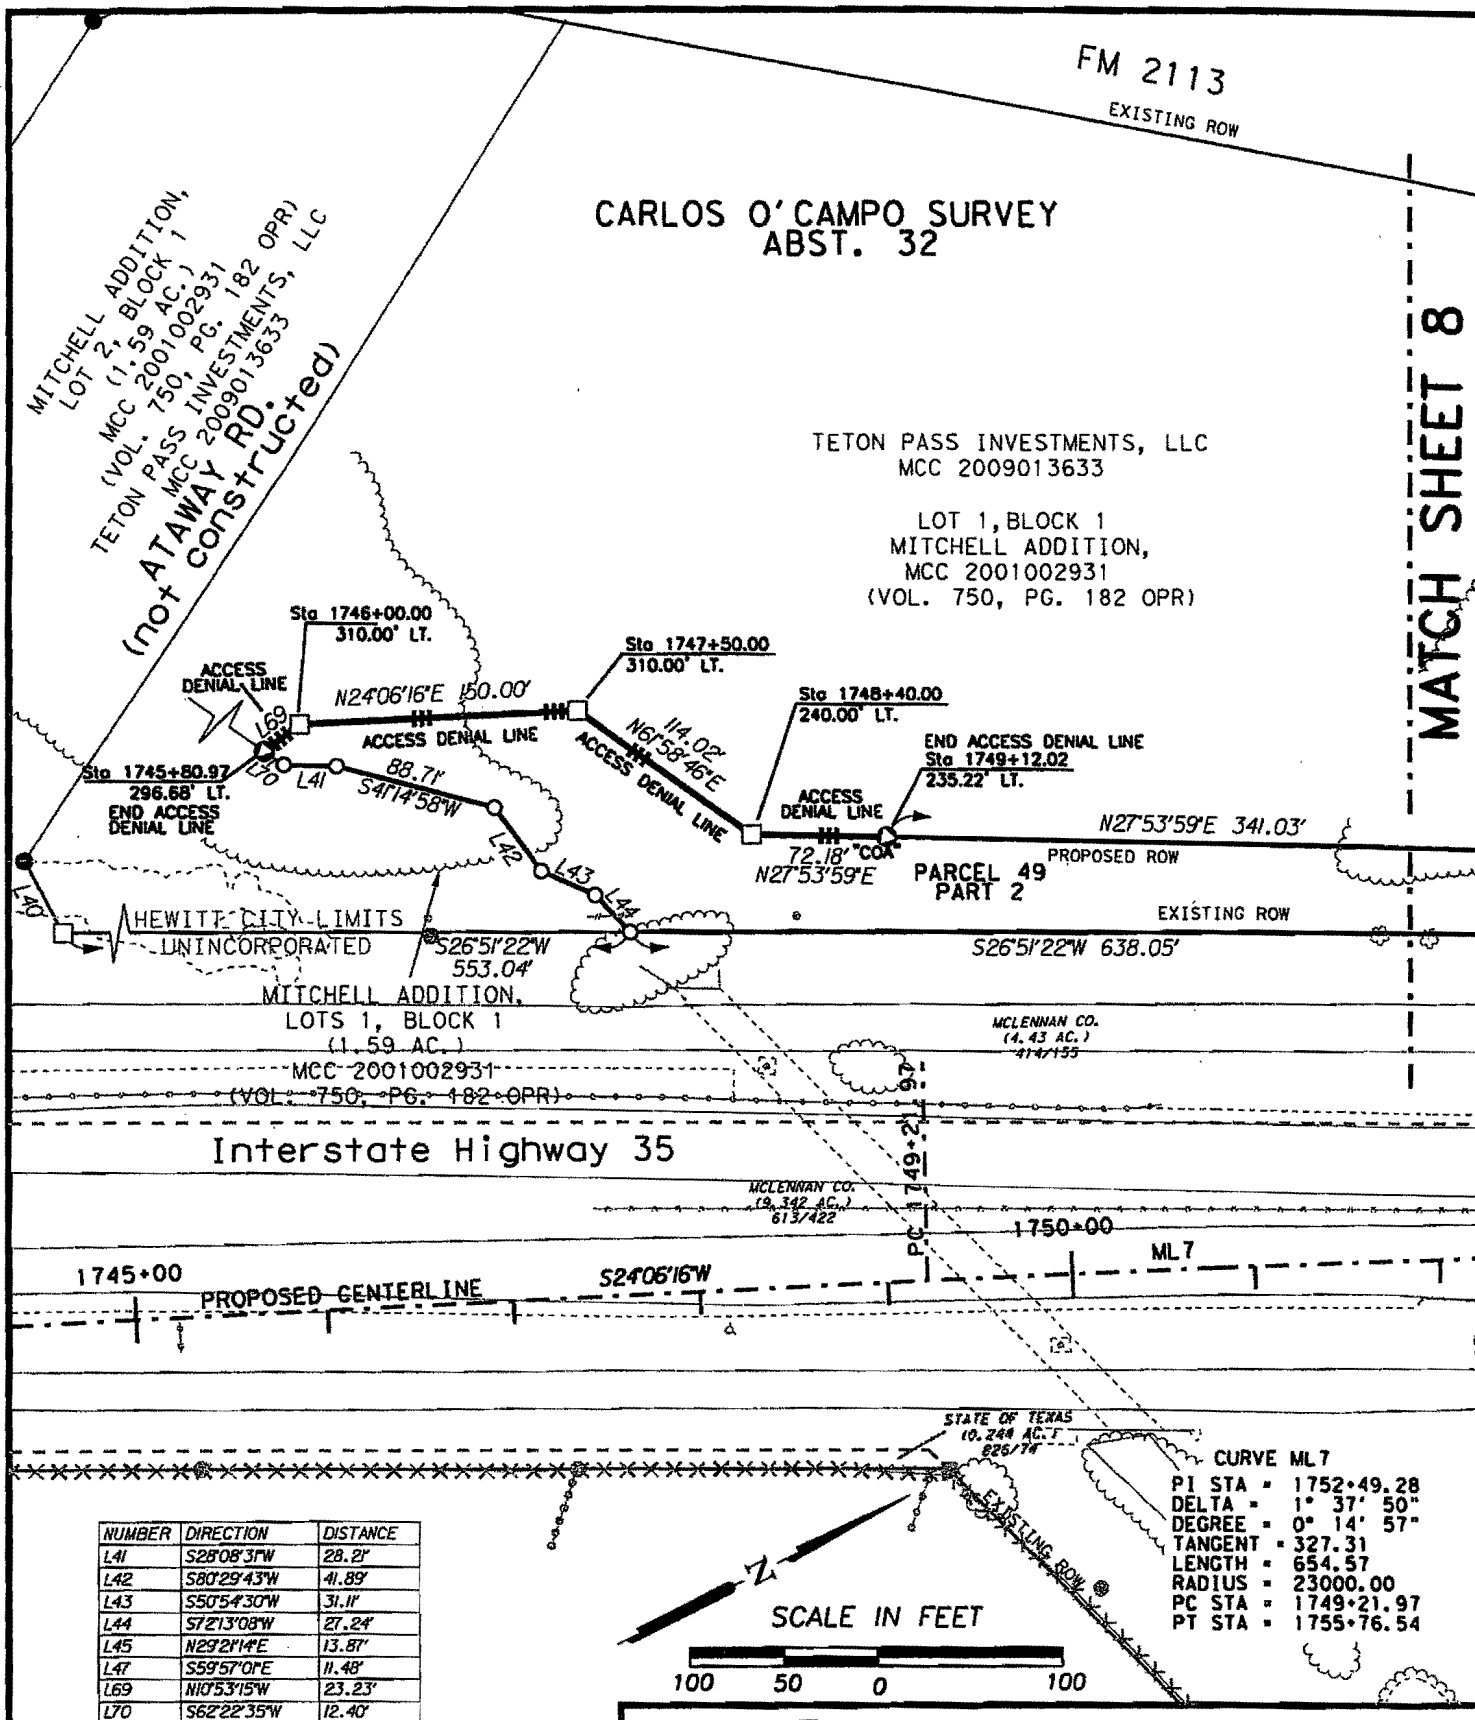 FM 2113
EXISTING ROW
CARLOS O'CAMPO SURVEY
ABST. 32
MITCHELL ADDITION,
LOT 2, BLOCK 1
(1.59 AC.)
MCC 2001002931
(VOL. 750, PG. 182 OPR)
TETON PASS INVESTMENTS, LLC
MCC 2009013633
ATAWAY RD.
(not constructed)
MATCH SHEET 8
TETON PASS INVESTMENTS, LLC
MCC 2009013633
LOT 1, BLOCK 1
MITCHELL ADDITION,
MCC 2001002931
(VOL. 750, PG. 182 OPR)
Sta 1746+00.00
310.00' LT.
Sta 1747+50.00
310.00' LT.
Sta 1748+40.00
240.00' LT.
ACCESS
DENIAL LINE
L69
N24°06'16"E 150.00'
ACCESS DENIAL LINE
114.02'
N61°58'46"E
ACCESS DENIAL LINE
END ACCESS DENIAL LINE
Sta 1749+12.02
235.22' LT.
ACCESS
DENIAL LINE
Sta 1745+80.97
296.68' LT.
END ACCESS
DENIAL LINE
L70
L41
88.71'
S41°14'58"W
L42
L43
L44
L40
72.18' "COA"
N27°53'59"E
N27°53'59"E 341.03'
PROPOSED ROW
PARCEL 49
PART 2
EXISTING ROW
HEWITT CITY LIMITS
UNINCORPORATED
S26°51'22"W
553.04'
S26°51'22"W 638.05'
MITCHELL ADDITION,
LOTS 1, BLOCK 1
(1.59 AC.)
MCC 2001002931
(VOL. 750, PG. 182 OPR)
MCLENNAN CO.
(4.43 AC.)
414/155
Interstate Highway 35
MCLENNAN CO.
(9.342 AC.)
613/422
PC 1749+21.97
1745+00
PROPOSED CENTERLINE
S24°06'16"W
1750+00
ML7
STATE OF TEXAS
(0.244 AC.)
826/74
EXISTING ROW
CURVE ML7
PI STA = 1752+49.28
DELTA = 1° 37' 50"
DEGREE = 0° 14' 57"
TANGENT = 327.31
LENGTH = 654.57
RADIUS = 23000.00
PC STA = 1749+21.97
PT STA = 1755+76.54
NUMBER DIRECTION DISTANCE
L41 S28°08'31"W 28.21'
L42 S80°29'43"W 41.89'
L43 S50°54'30"W 31.11'
L44 S72°13'08"W 27.24'
L45 N29°21'14"E 13.87'
L47 S59°57'01"E 11.48'
L69 N10°53'15"W 23.23'
L70 S62°22'35"W 12.40'
N
SCALE IN FEET
100 50 0 100